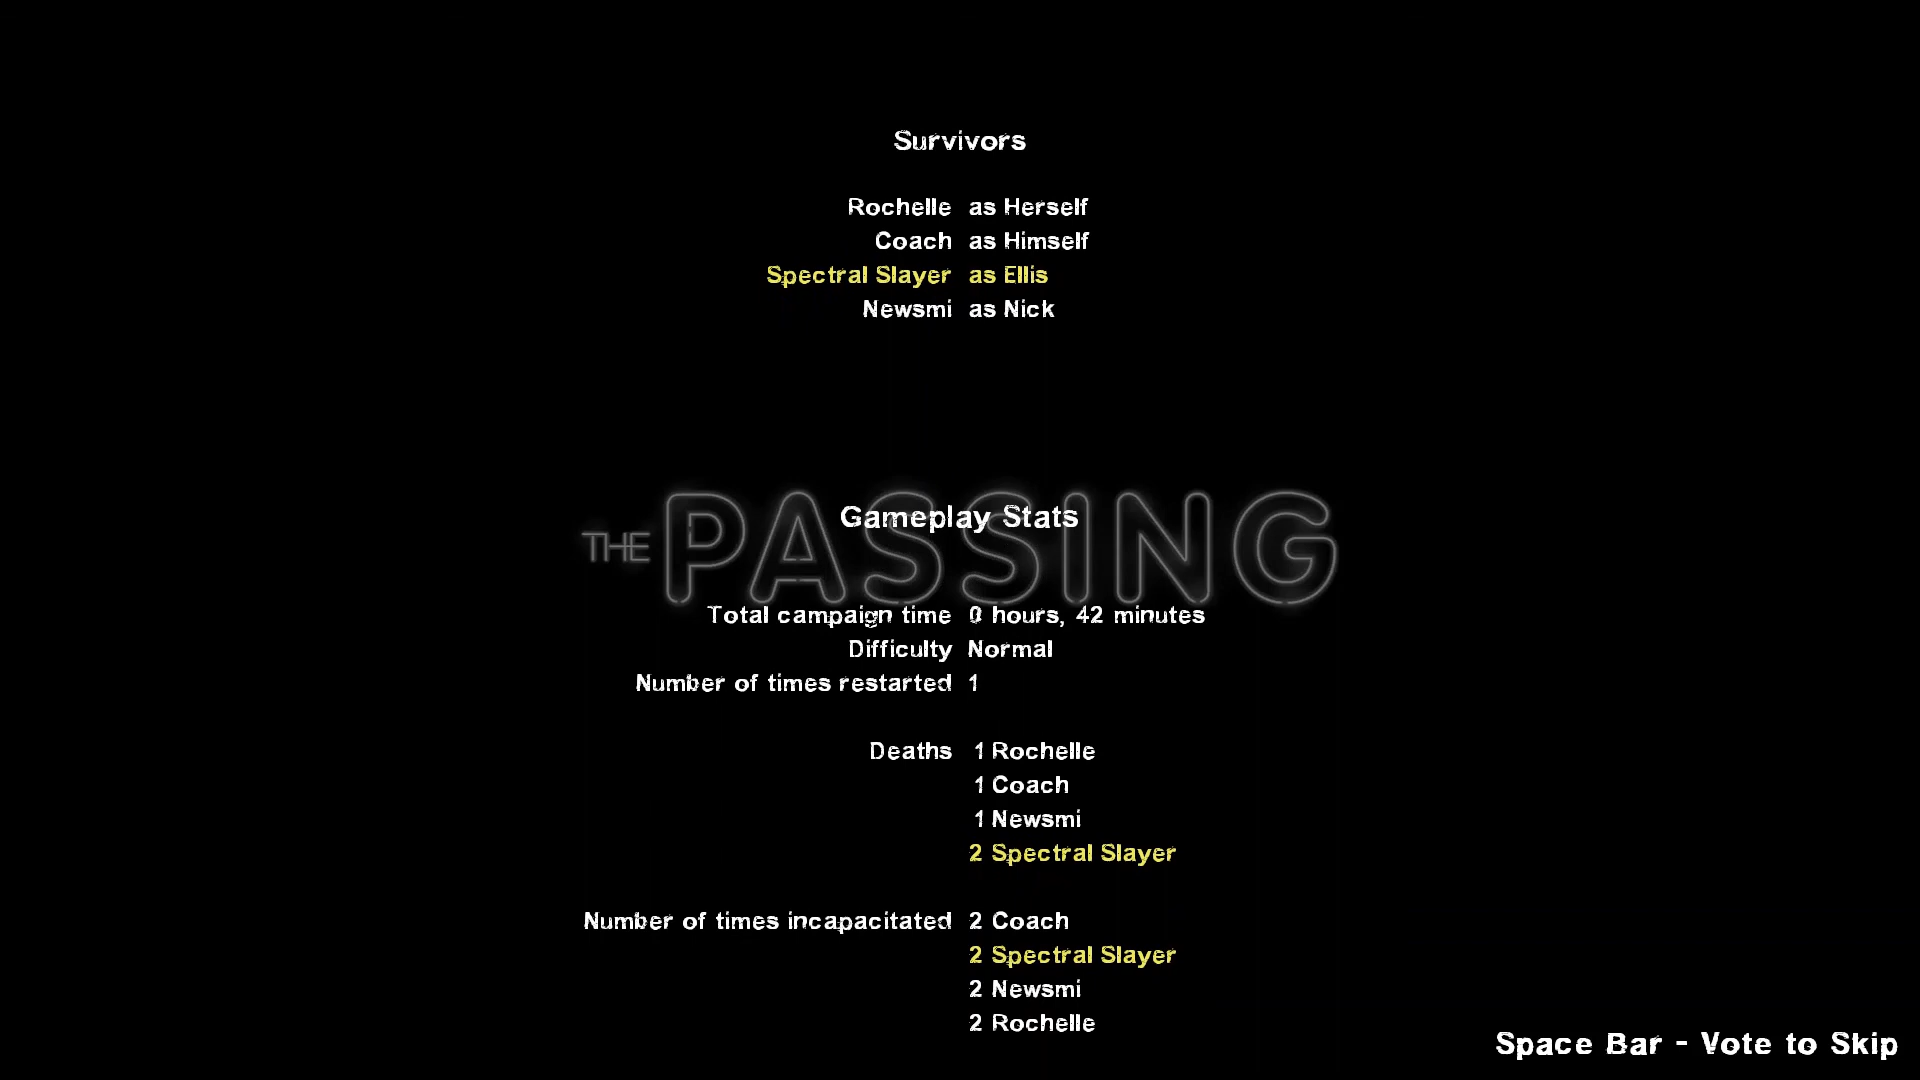 Survivors
Rochelle as Herself
Coach as Himself
Spectral Slayer as Ellis
Newsmi as Nick
THE PASSING
Gameplay Stats
Total campaign time 0 hours, 42 minutes
Difficulty Normal
Number of times restarted 1
Deaths 1 Rochelle
1 Coach
1 Newsmi
2 Spectral Slayer
Number of times incapacitated 2 Coach
2 Spectral Slayer
2 Newsmi
2 Rochelle
Space Bar - Vote to Skip